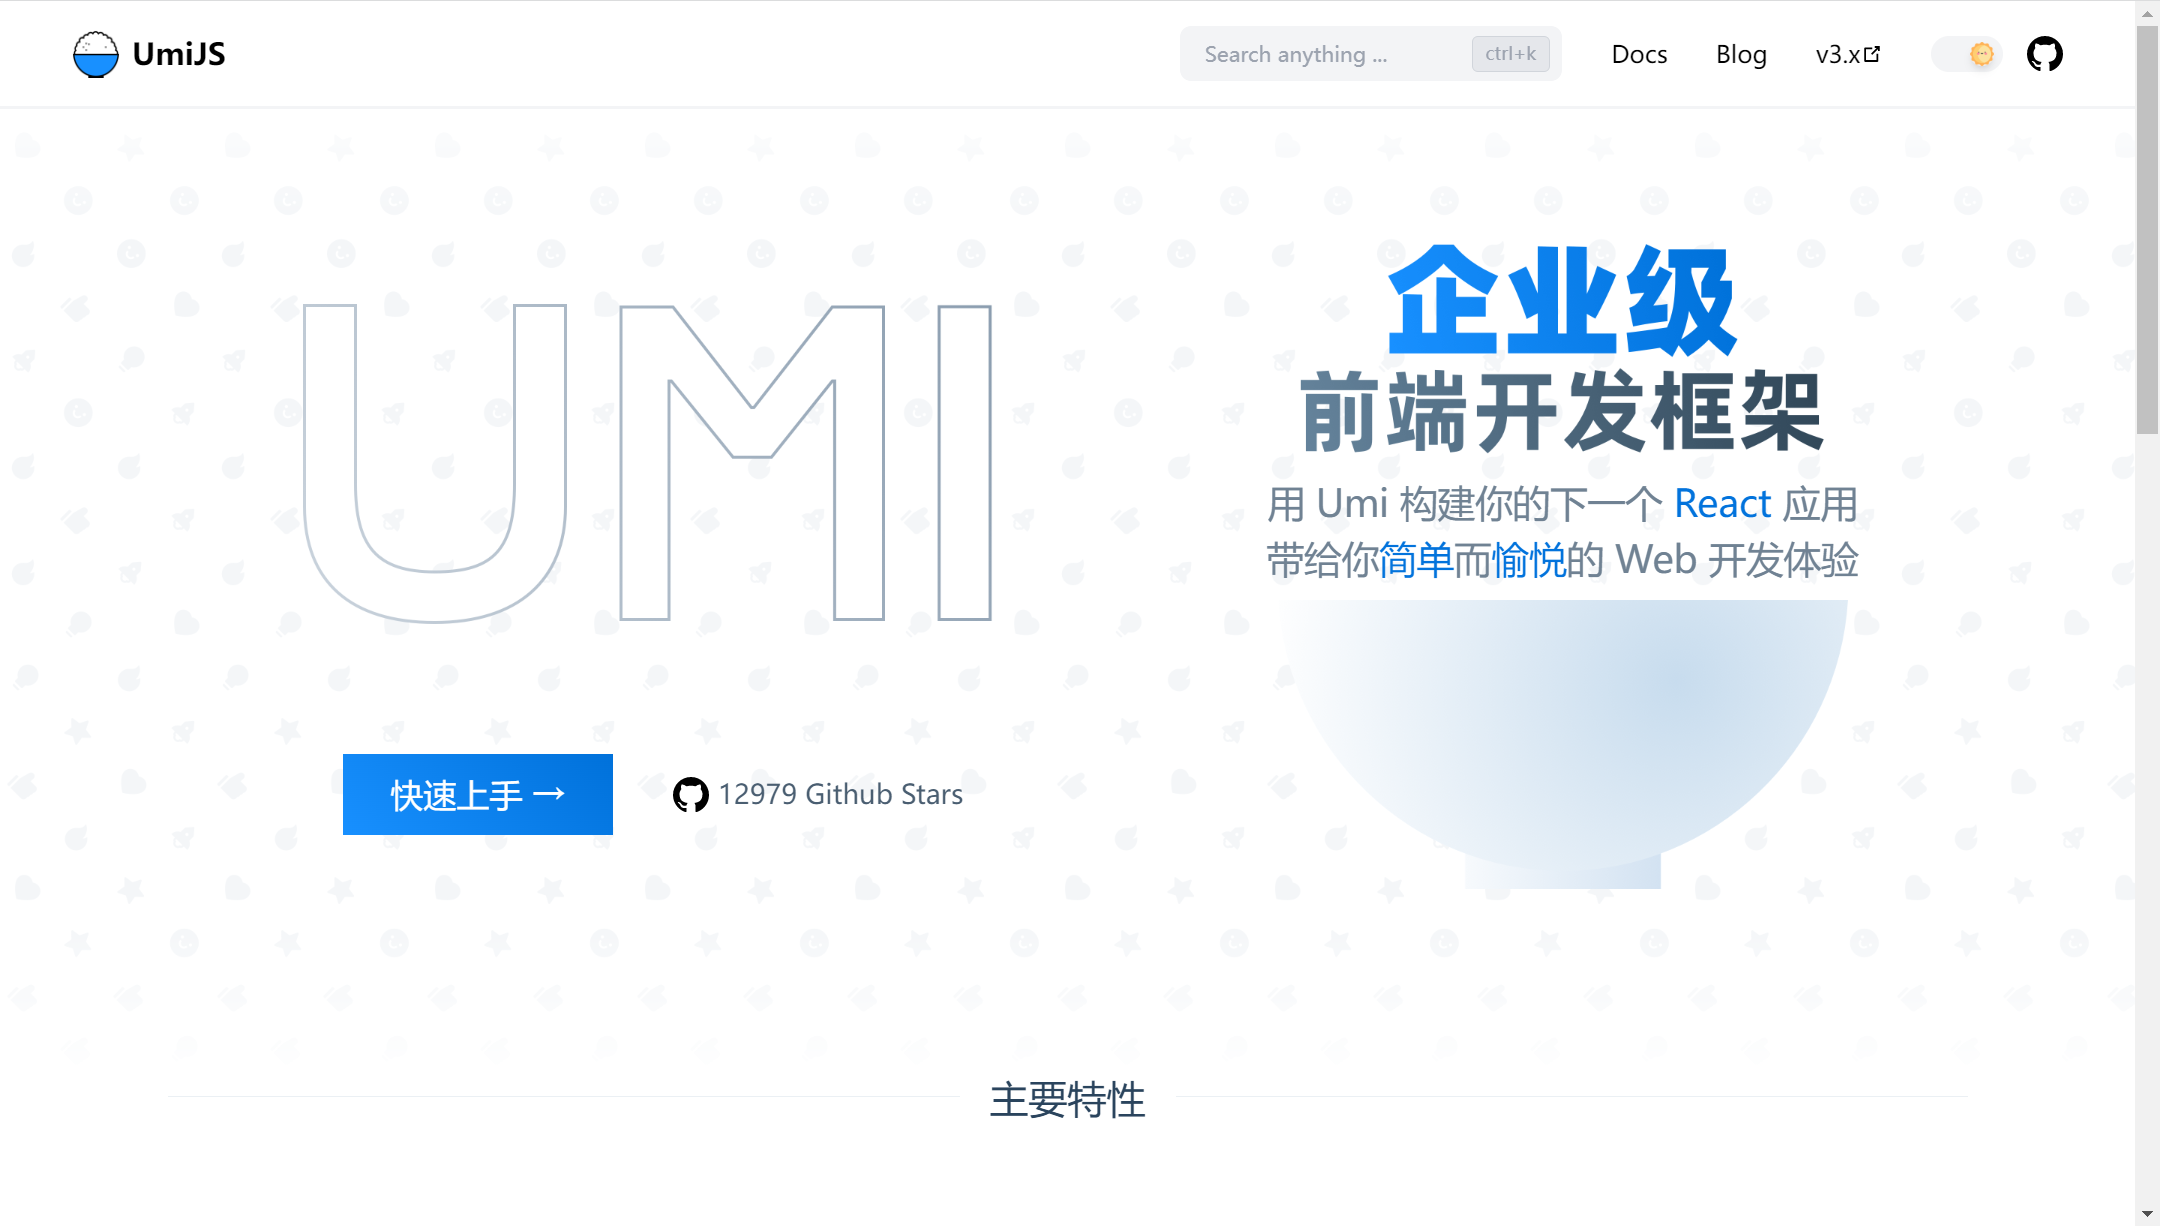 UmiJS
Search anything ...
ctrl+k
Docs
Blog
v3.x
UMI
企业级
前端开发框架
用 Umi 构建你的下一个 React 应用
带给你简单而愉悦的 Web 开发体验
快速上手 →
12979 Github Stars
主要特性